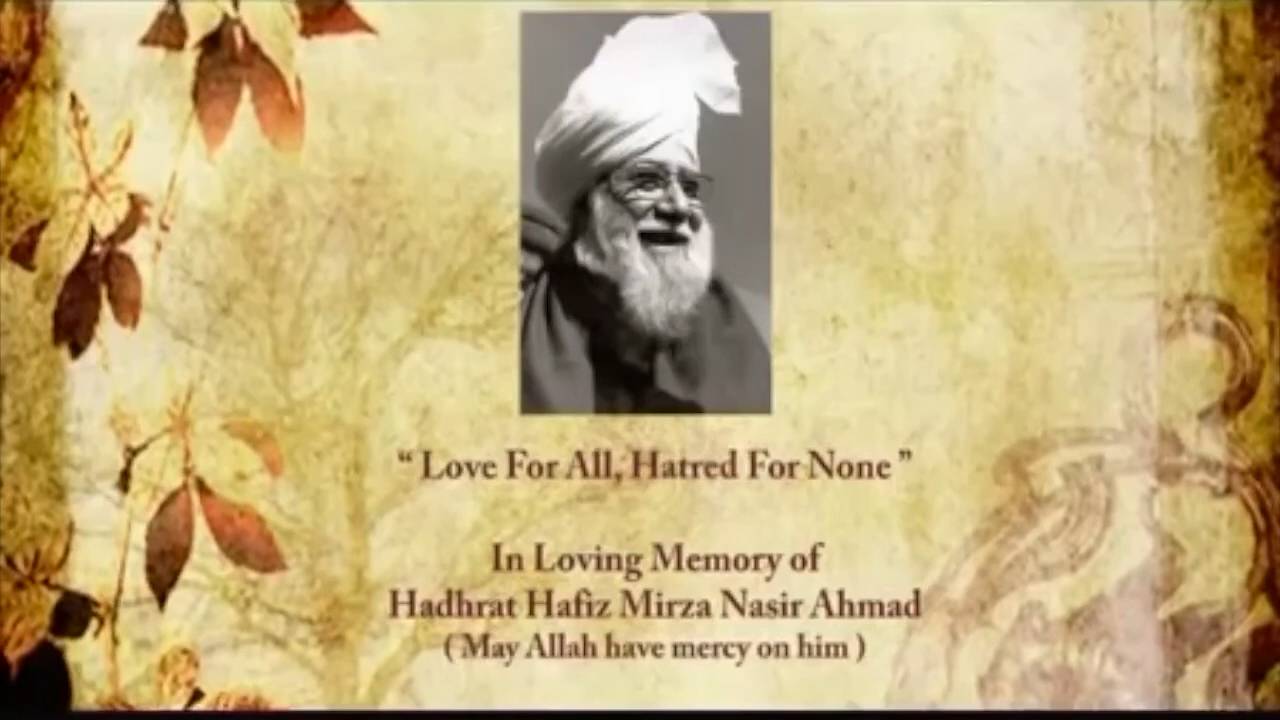 “ Love For All, Hatred For None ”
In Loving Memory of
Hadhrat Hafiz Mirza Nasir Ahmad
( May Allah have mercy on him )